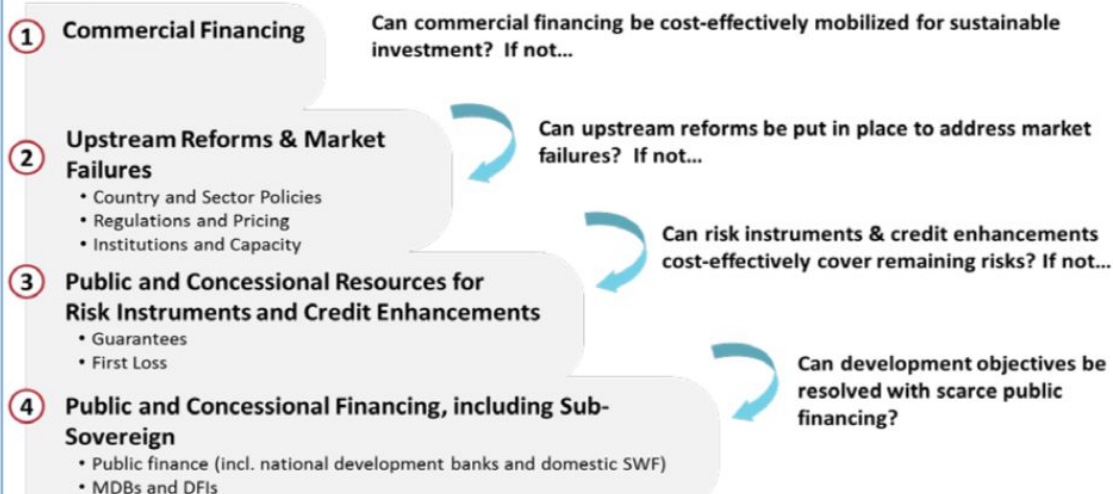 1 Commercial Financing
Can commercial financing be cost-effectively mobilized for sustainable
investment? If not...
2 Upstream Reforms & Market
Failures
• Country and Sector Policies
• Regulations and Pricing
• Institutions and Capacity
Can upstream reforms be put in place to address market
failures? If not...
3 Public and Concessional Resources for
Risk Instruments and Credit Enhancements
• Guarantees
• First Loss
Can risk instruments & credit enhancements
cost-effectively cover remaining risks? If not...
4 Public and Concessional Financing, including Sub-
Sovereign
• Public finance (incl. national development banks and domestic SWF)
• MDBs and DFIs
Can development objectives be
resolved with scarce public
financing?